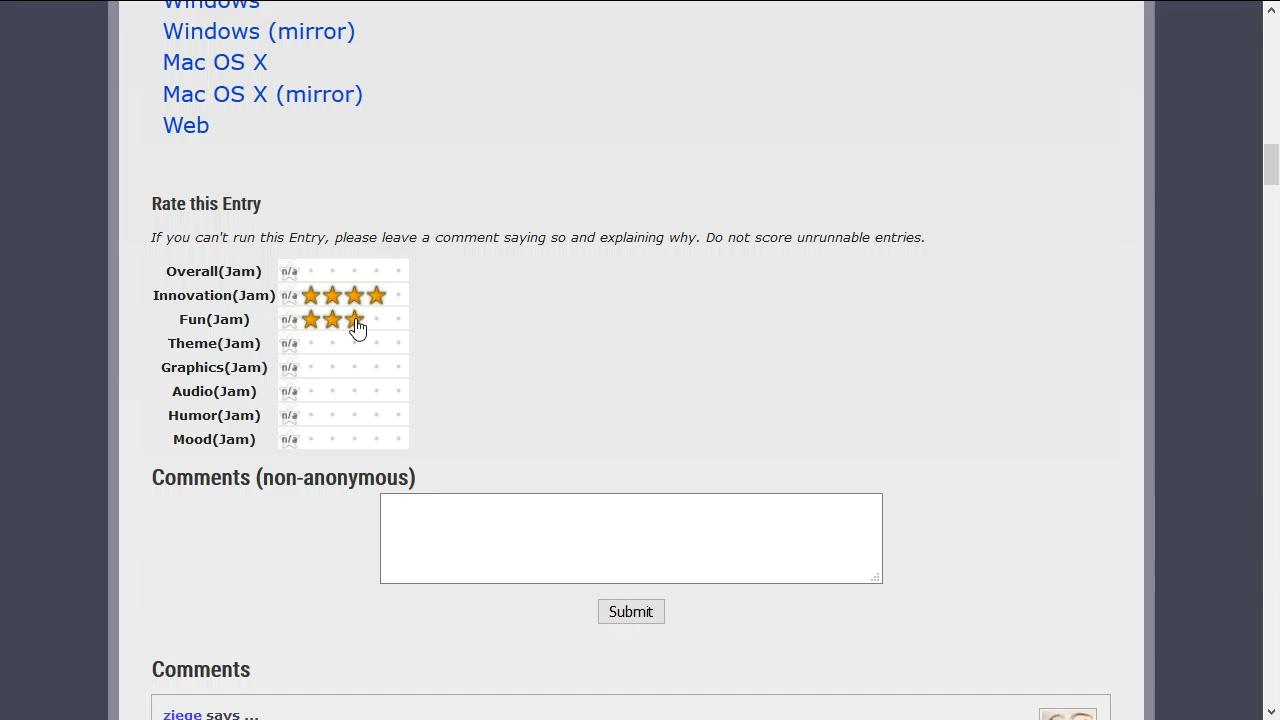 Windows
Windows (mirror)
Mac OS X
Mac OS X (mirror)
Web
Rate this Entry
If you can't run this Entry, please leave a comment saying so and explaining why. Do not score unrunnable entries.
Overall(Jam) n/a
Innovation(Jam) n/a
Fun(Jam) n/a
Theme(Jam) n/a
Graphics(Jam) n/a
Audio(Jam) n/a
Humor(Jam) n/a
Mood(Jam) n/a
Comments (non-anonymous)
Submit
Comments
ziege says ...